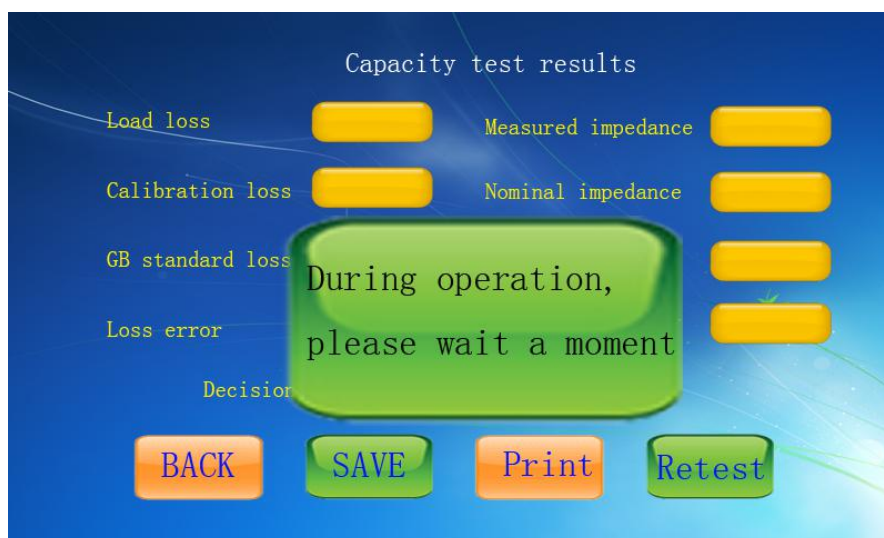 Capacity test results
Load loss
Measured impedance
Calibration loss
Nominal impedance
GB standard loss
During operation,
Loss error
please wait a moment
Decision
BACK
SAVE
Print
Retest